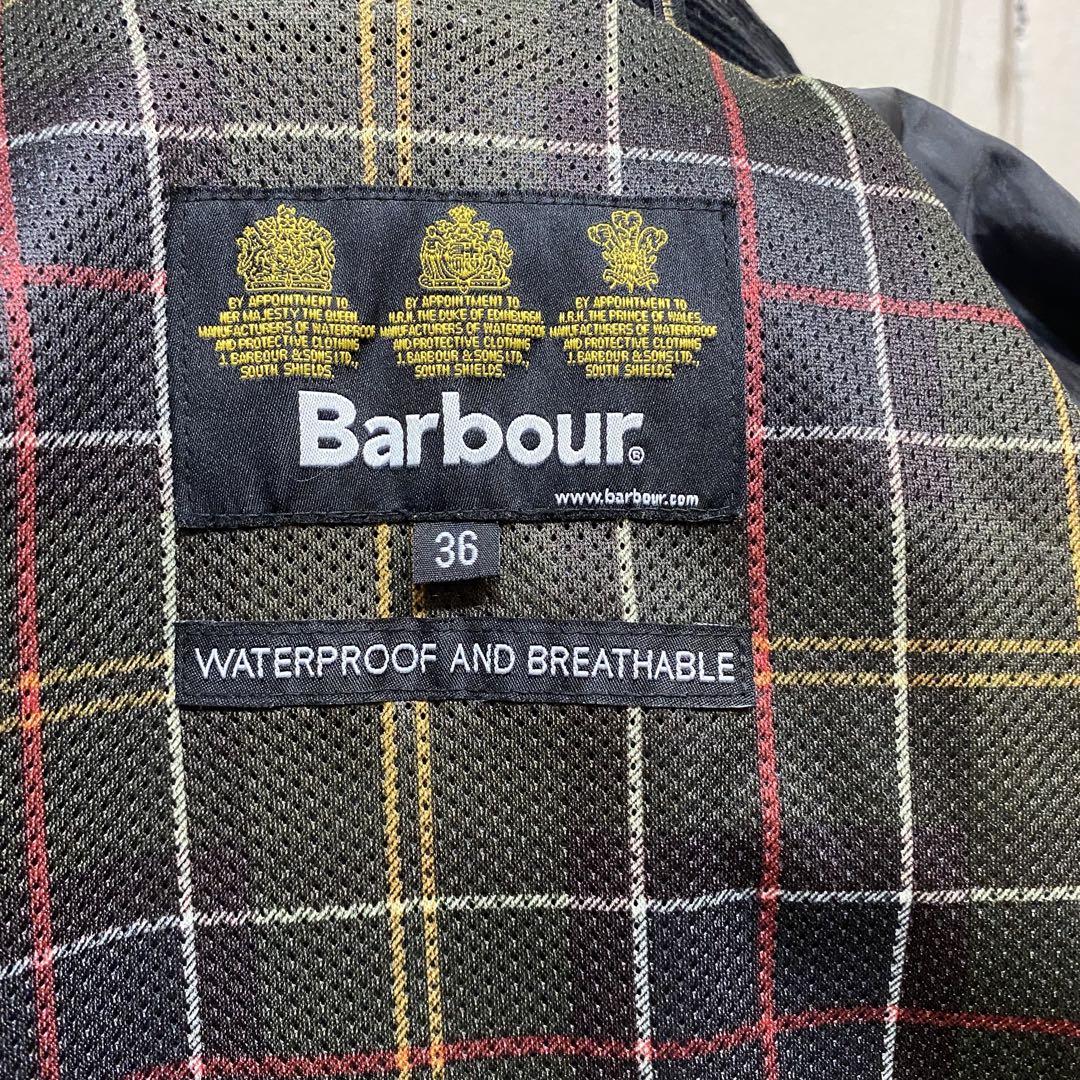 BY APPOINTMENT TO
HER MAJESTY THE QUEEN
MANUFACTURERS OF WATERPROOF
AND PROTECTIVE CLOTHING
J. BARBOUR & SONS LTD.,
SOUTH SHIELDS.
BY APPOINTMENT TO
H.R.H. THE DUKE OF EDINBURGH,
MANUFACTURERS OF WATERPROOF
AND PROTECTIVE CLOTHING
J. BARBOUR & SONS LTD.,
SOUTH SHIELDS.
BY APPOINTMENT TO
H.R.H. THE PRINCE OF WALES,
MANUFACTURERS OF WATERPROOF
AND PROTECTIVE CLOTHING
J. BARBOUR & SONS LTD.,
SOUTH SHIELDS.
Barbour®
www.barbour.com
36
WATERPROOF AND BREATHABLE